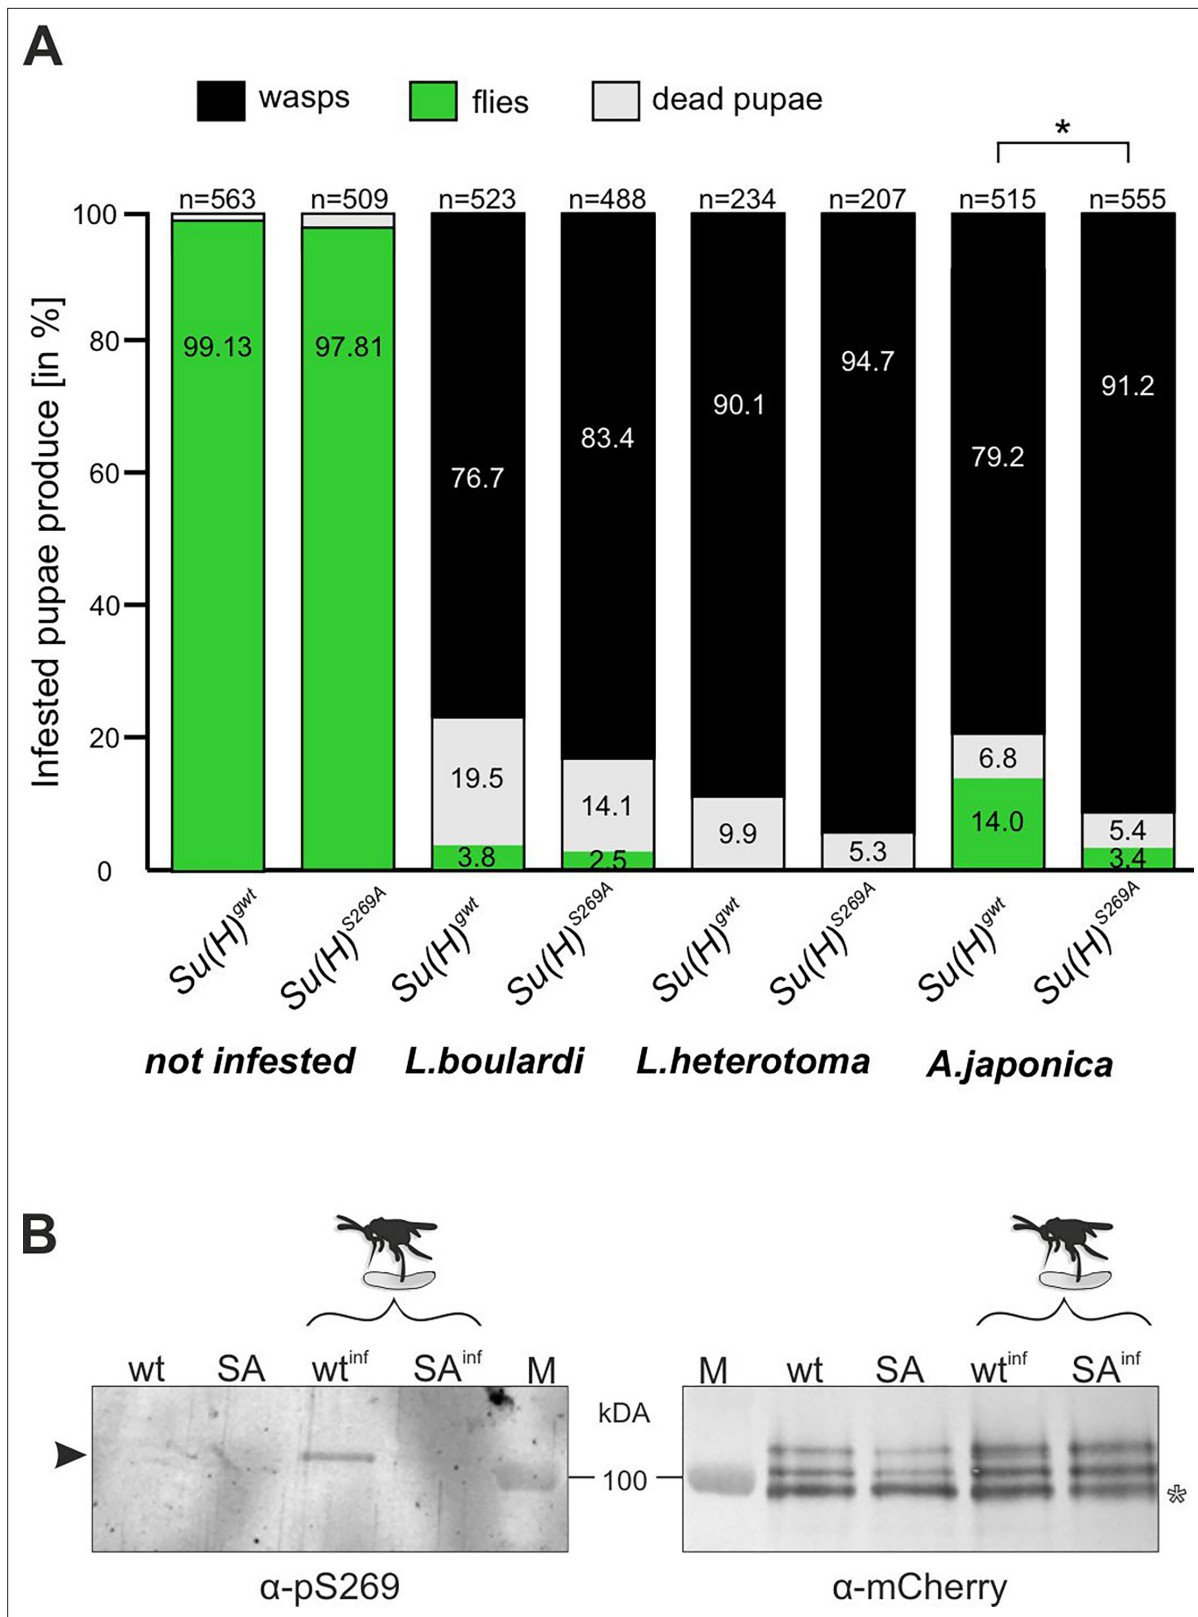 A
wasps flies dead pupae
*
n=563 n=509 n=523 n=488 n=234 n=207 n=515 n=555
Infested pupae produce [in %]
100
80
60
40
20
0
99.13 97.81 76.7 83.4 90.1 94.7 79.2 91.2
19.5 14.1 9.9 5.3 6.8 5.4
3.8 2.5 14.0 3.4
Su(H)gwt Su(H)S269A Su(H)gwt Su(H)S269A Su(H)gwt Su(H)S269A Su(H)gwt Su(H)S269A
not infested L.boulardi L.heterotoma A.japonica
B
wt SA wtinf SAinf M
M wt SA wtinf SAinf
kDA
100
*
α-pS269 α-mCherry